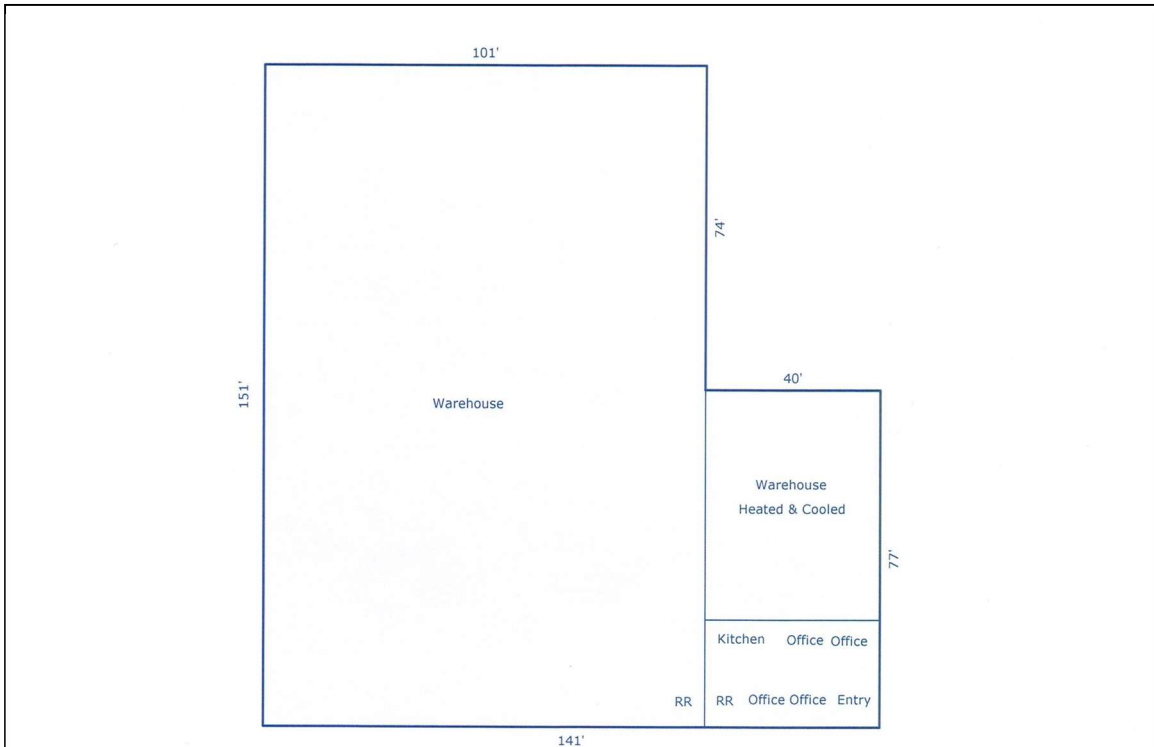 101'
74'
151'
Warehouse
40'
Warehouse
Heated & Cooled
77'
Kitchen Office Office
RR RR Office Office Entry
141'